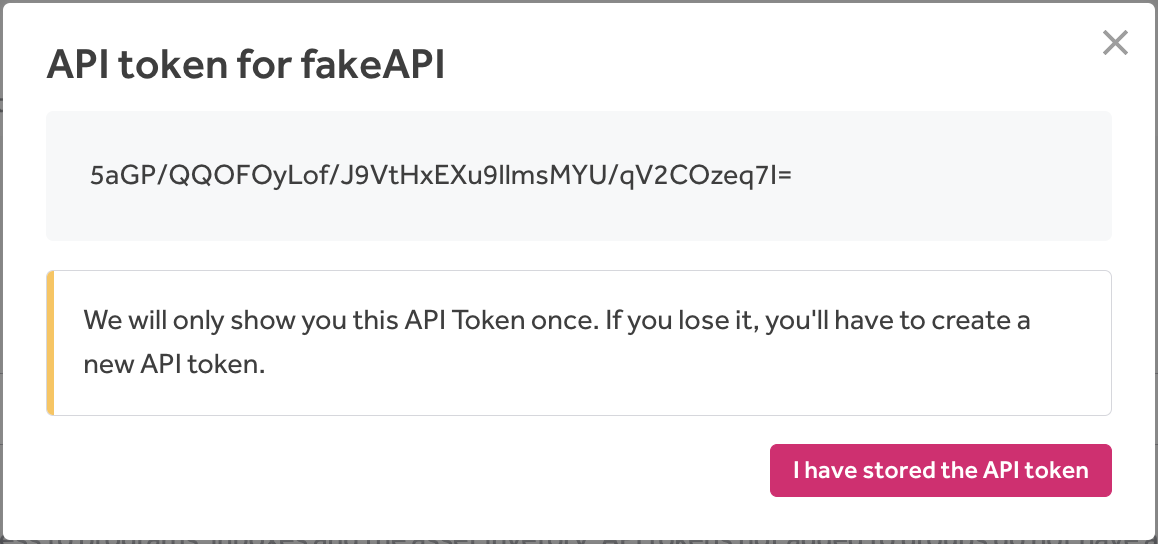 API token for fakeAPI
5aGP/QQOFOyLof/J9VtHxEXu9IlmsMYU/qV2COzeq7I=
We will only show you this API Token once. If you lose it, you'll have to create a
new API token.
I have stored the API token